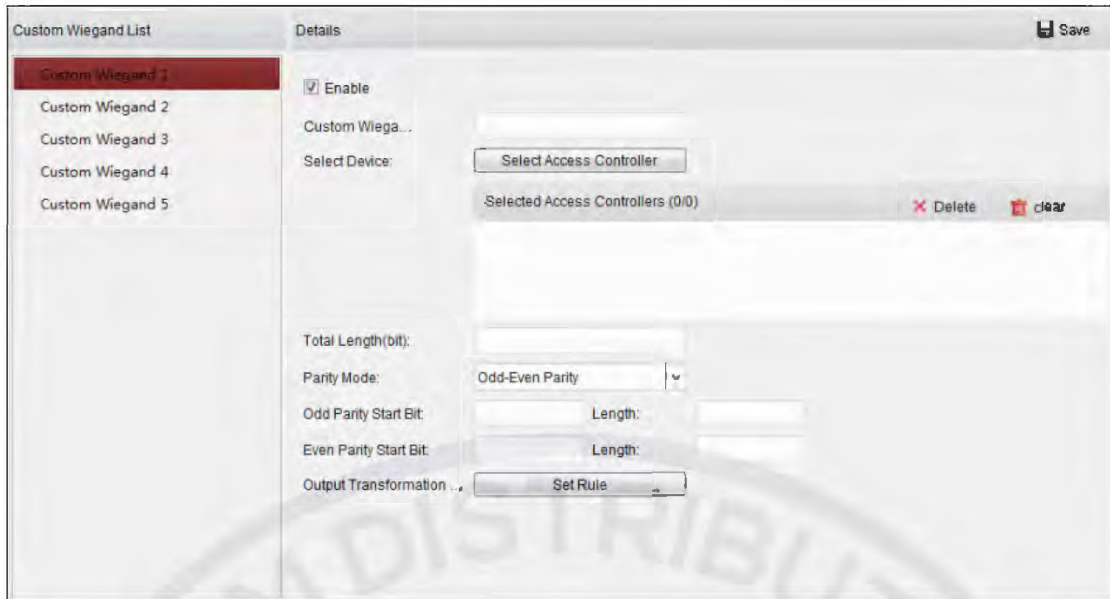 Custom Wiegand List
Details
Save
Custom Wiegand 1
Custom Wiegand 2
Custom Wiegand 3
Custom Wiegand 4
Custom Wiegand 5
Enable
Custom Wiega...
Select Device:
Select Access Controller
Selected Access Controllers (0/0)
Delete
clear
Total Length(bit):
Parity Mode:
Odd-Even Parity
Odd Parity Start Bit:
Length:
Even Parity Start Bit:
Length:
Output Transformation ...
Set Rule